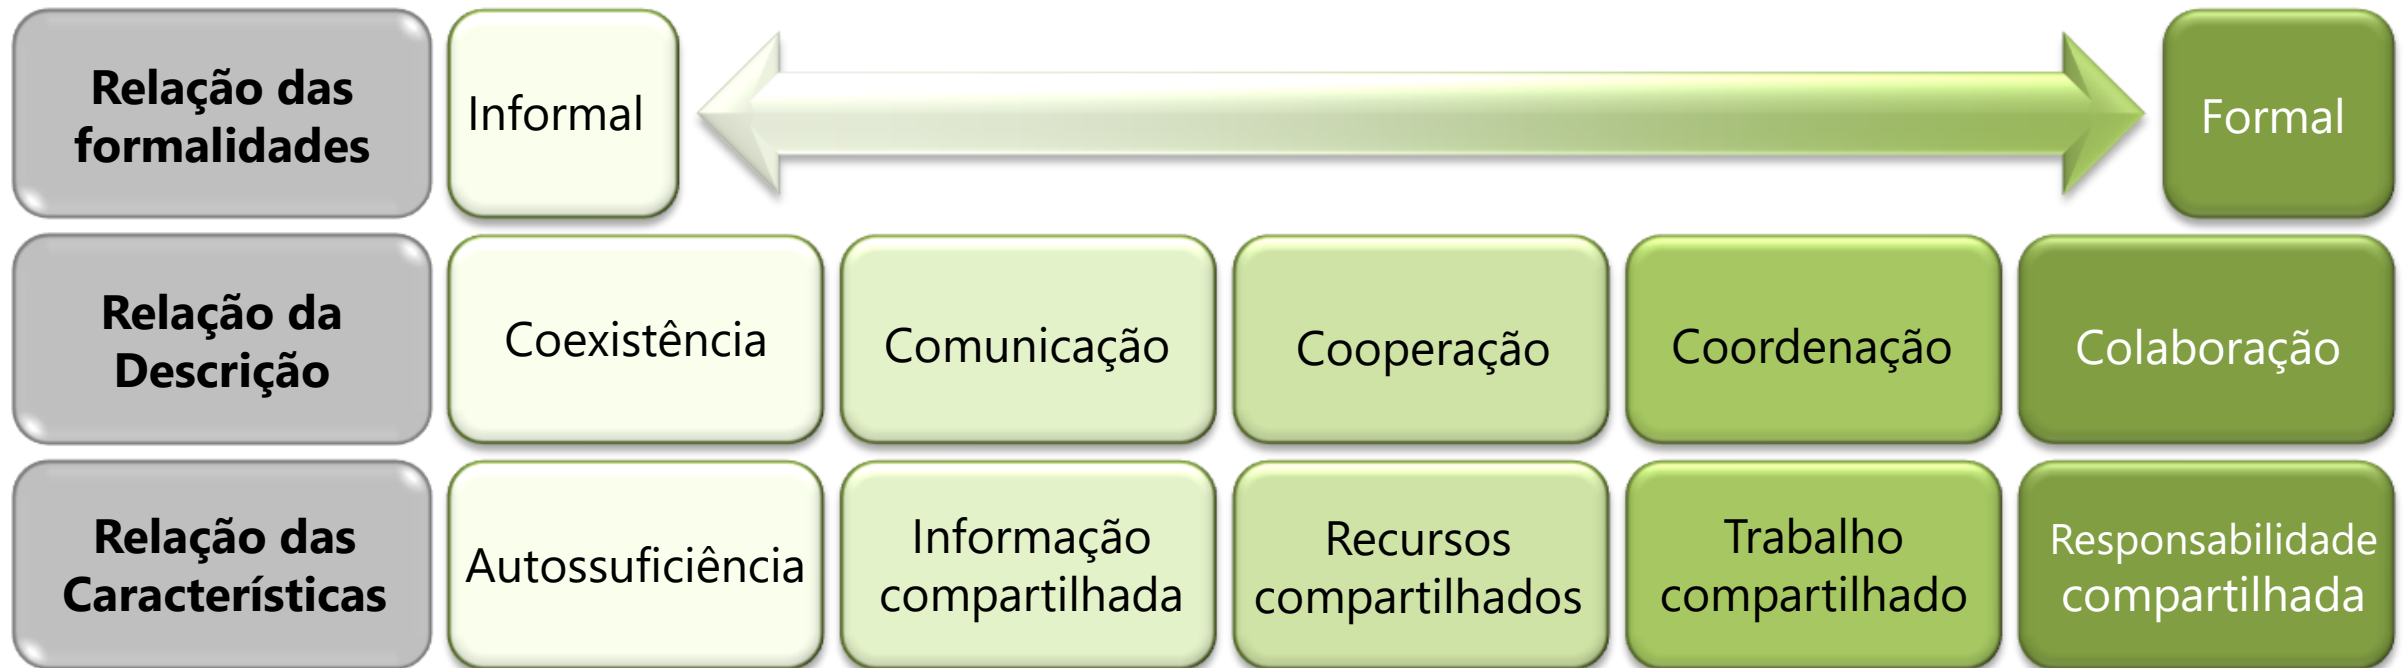 Relação das
formalidades
Informal
Formal
Relação da
Descrição
Coexistência
Comunicação
Cooperação
Coordenação
Colaboração
Relação das
Características
Autossuficiência
Informação
compartilhada
Recursos
compartilhados
Trabalho
compartilhado
Responsabilidade
compartilhada